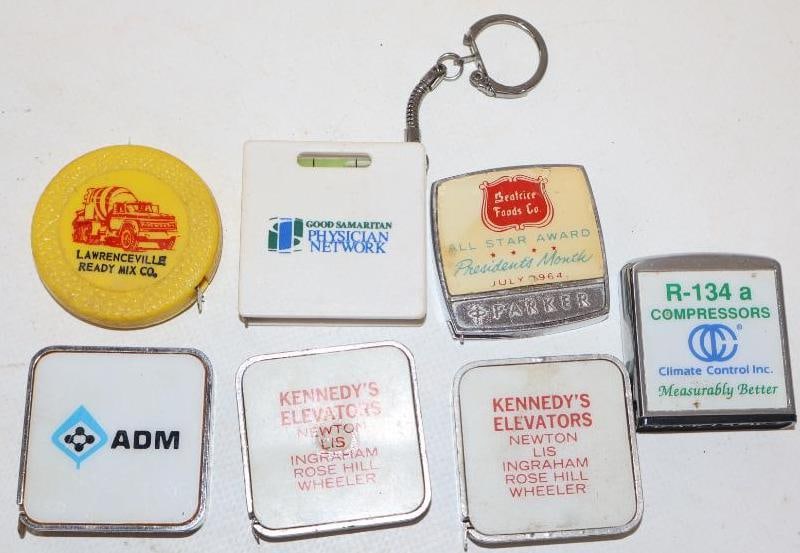 LAWRENCEVILLE
READY MIX CO.
GOOD SAMARITAN
PHYSICIAN
NETWORK
Beatrice
Foods Co.
ALL STAR AWARD
President's Month
JULY 1964
PARKER
R-134 a
COMPRESSORS
®
Climate Control Inc.
Measurably Better
ADM
KENNEDY'S
ELEVATORS
NEWTON
LIS
INGRAHAM
ROSE HILL
WHEELER
KENNEDY'S
ELEVATORS
NEWTON
LIS
INGRAHAM
ROSE HILL
WHEELER